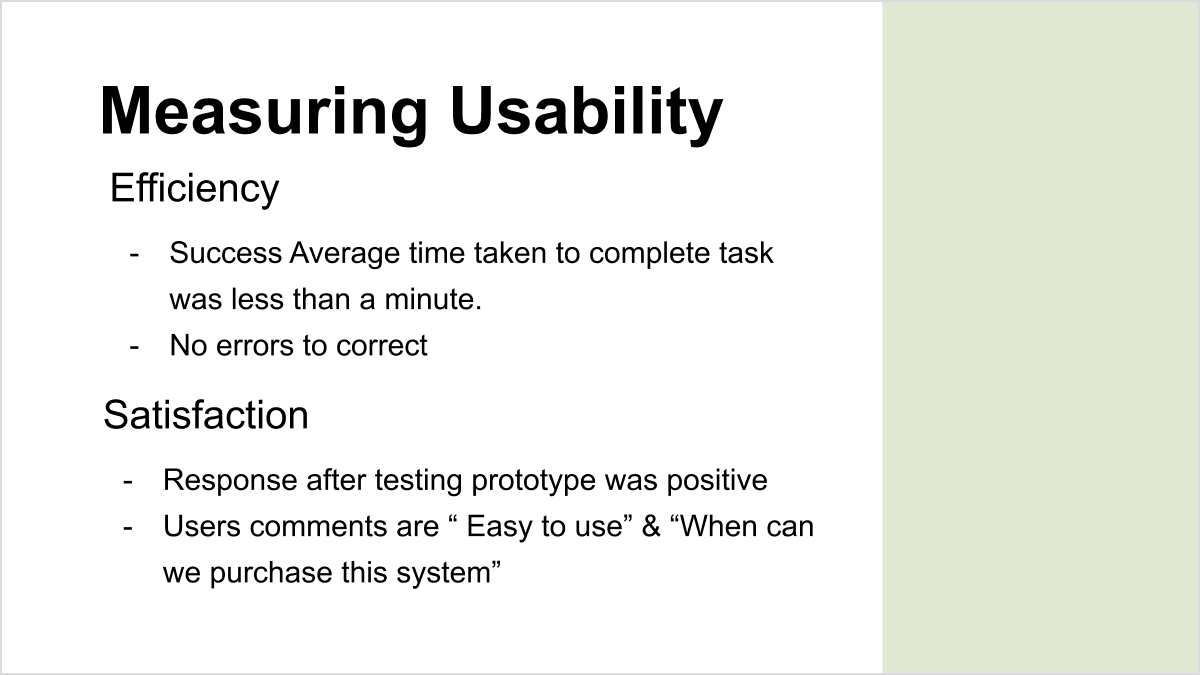 Measuring Usability
Efficiency
- Success Average time taken to complete task
was less than a minute.
- No errors to correct
Satisfaction
- Response after testing prototype was positive
- Users comments are “ Easy to use” & “When can
we purchase this system”